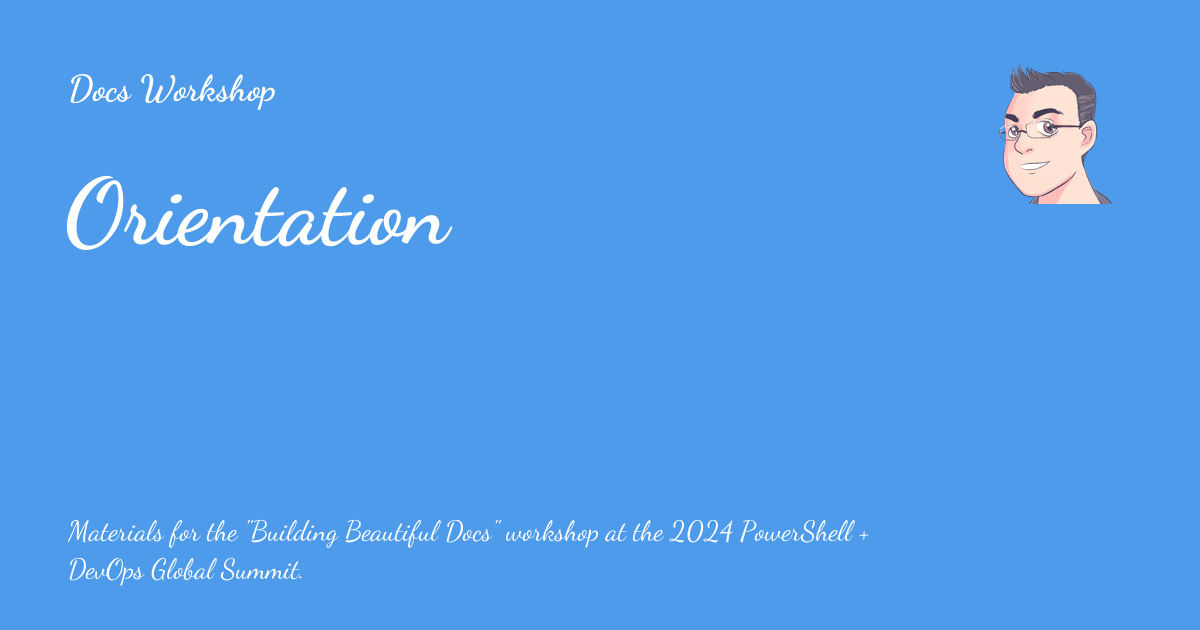 Docs Workshop
Orientation
Materials for the "Building Beautiful Docs" workshop at the 2024 PowerShell +
DevOps Global Summit.